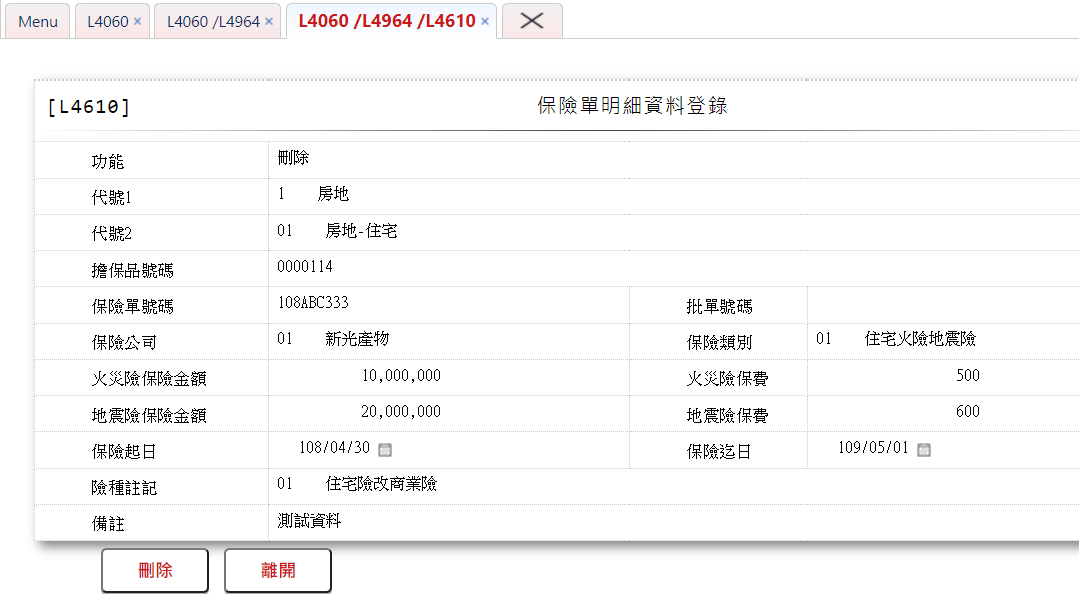 Menu L4060 × L4060 /L4964 × L4060 /L4964 /L4610 ×
[L4610] 保險單明細資料登錄
功能 刪除
代號1 1 房地
代號2 01 房地-住宅
擔保品號碼 0000114
保險單號碼 108ABC333 批單號碼
保險公司 01 新光產物 保險類別 01 住宅火險地震險
火災險保險金額 10,000,000 火災險保費 500
地震險保險金額 20,000,000 地震險保費 600
保險起日 108/04/30 保險迄日 109/05/01
險種註記 01 住宅險改商業險
備註 測試資料
刪除 離開